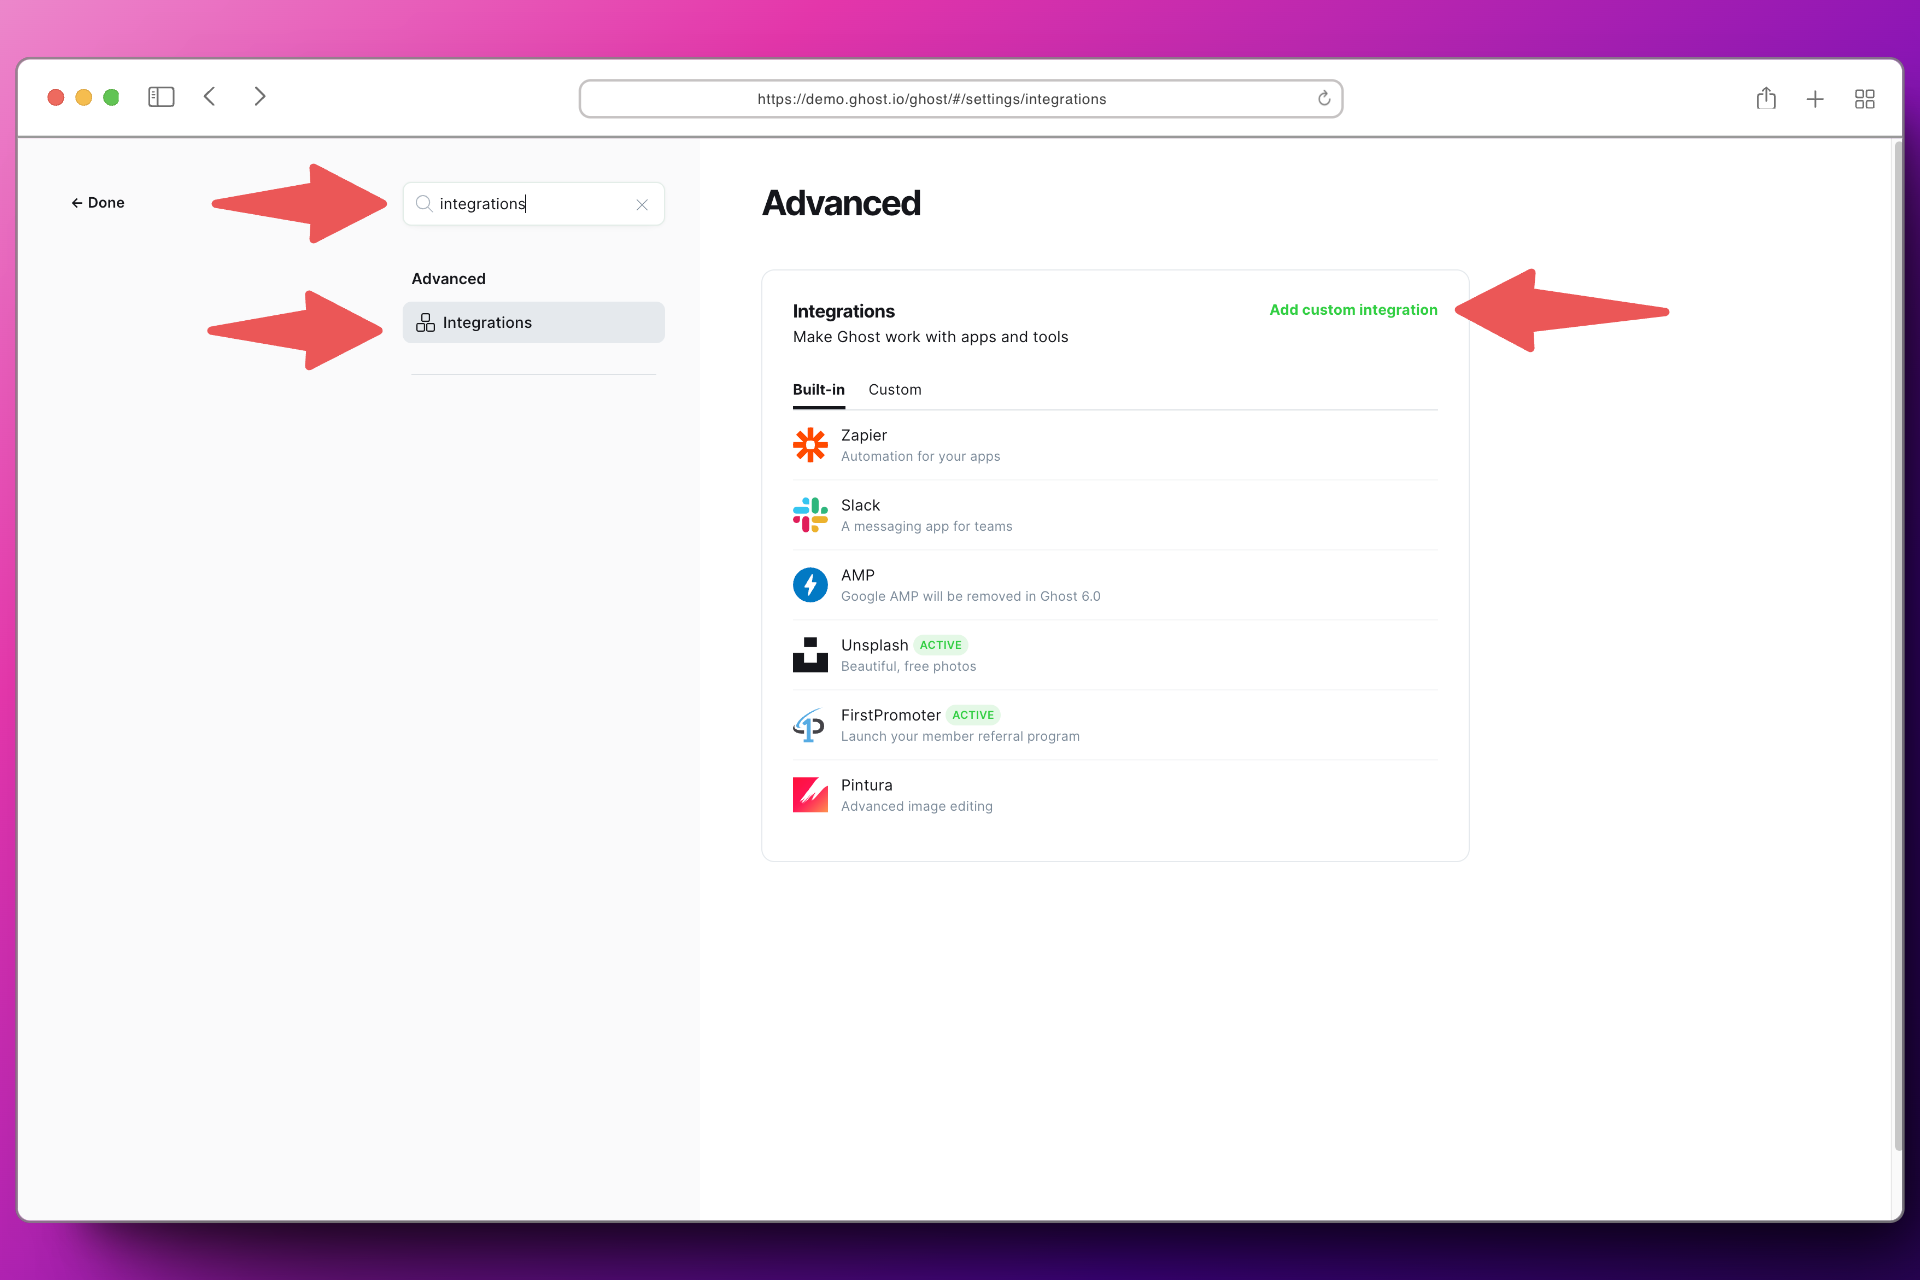 https://demo.ghost.io/ghost/#/settings/integrations
← Done
integrations
Advanced
Integrations
Advanced
Integrations
Add custom integration
Make Ghost work with apps and tools
Built-in
Custom
Zapier
Automation for your apps
Slack
A messaging app for teams
AMP
Google AMP will be removed in Ghost 6.0
Unsplash ACTIVE
Beautiful, free photos
FirstPromoter ACTIVE
Launch your member referral program
Pintura
Advanced image editing